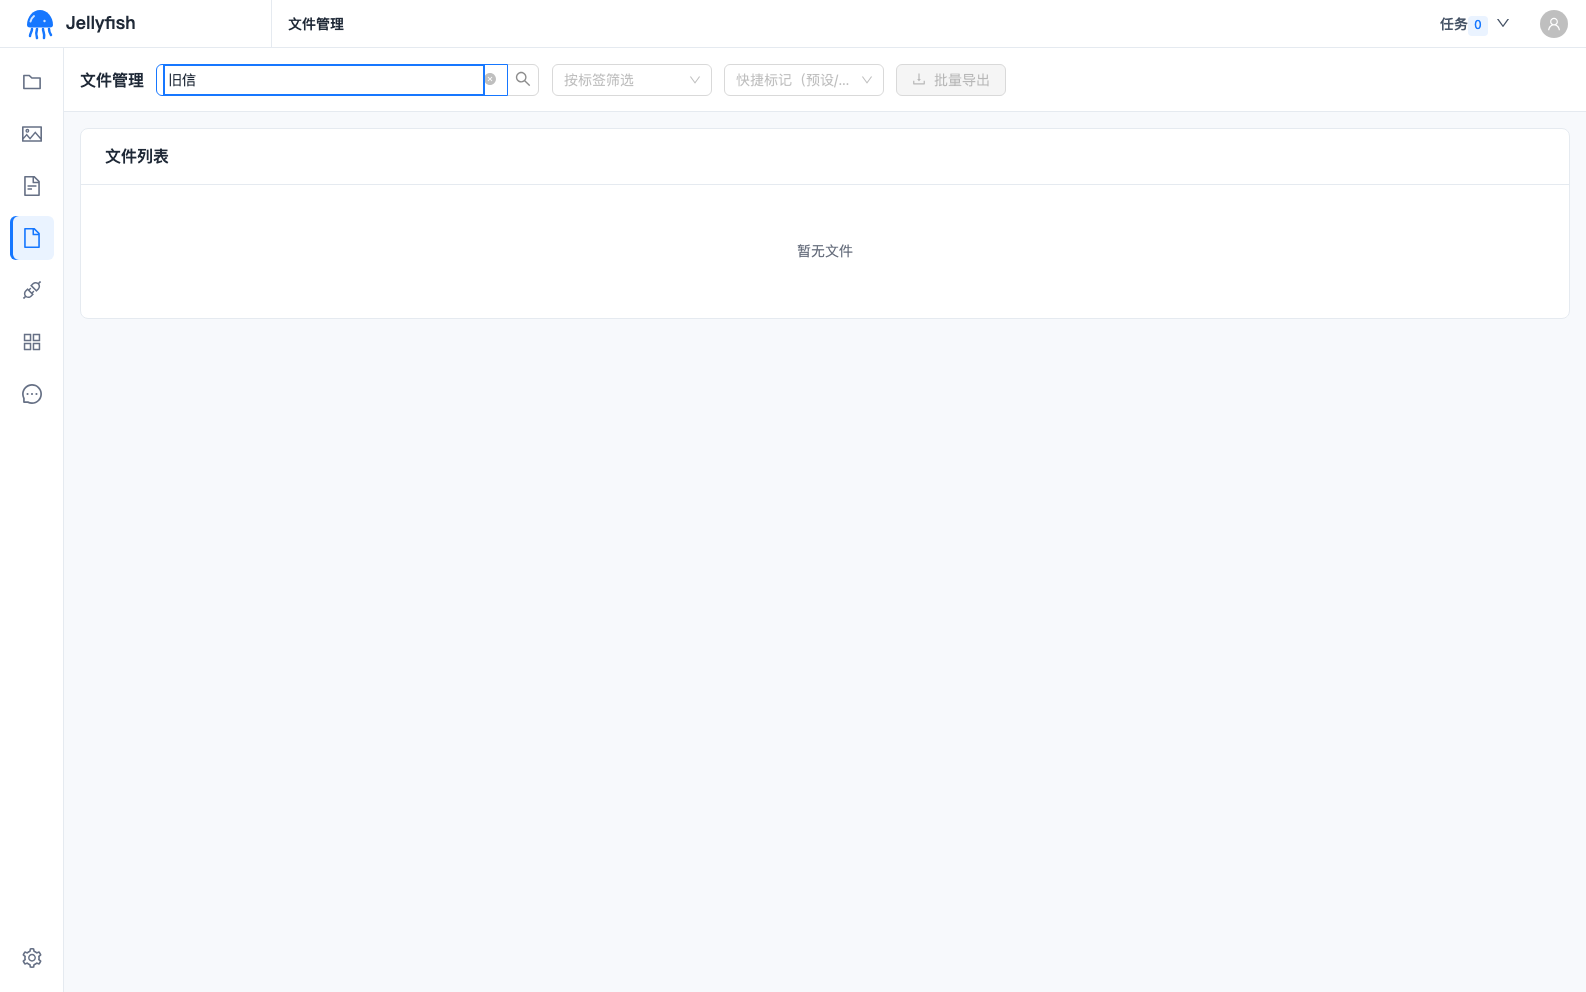 Jellyfish
文件管理
任务 0
文件管理
旧信
按标签筛选
快捷标记（预设/...
批量导出
文件列表
暂无文件